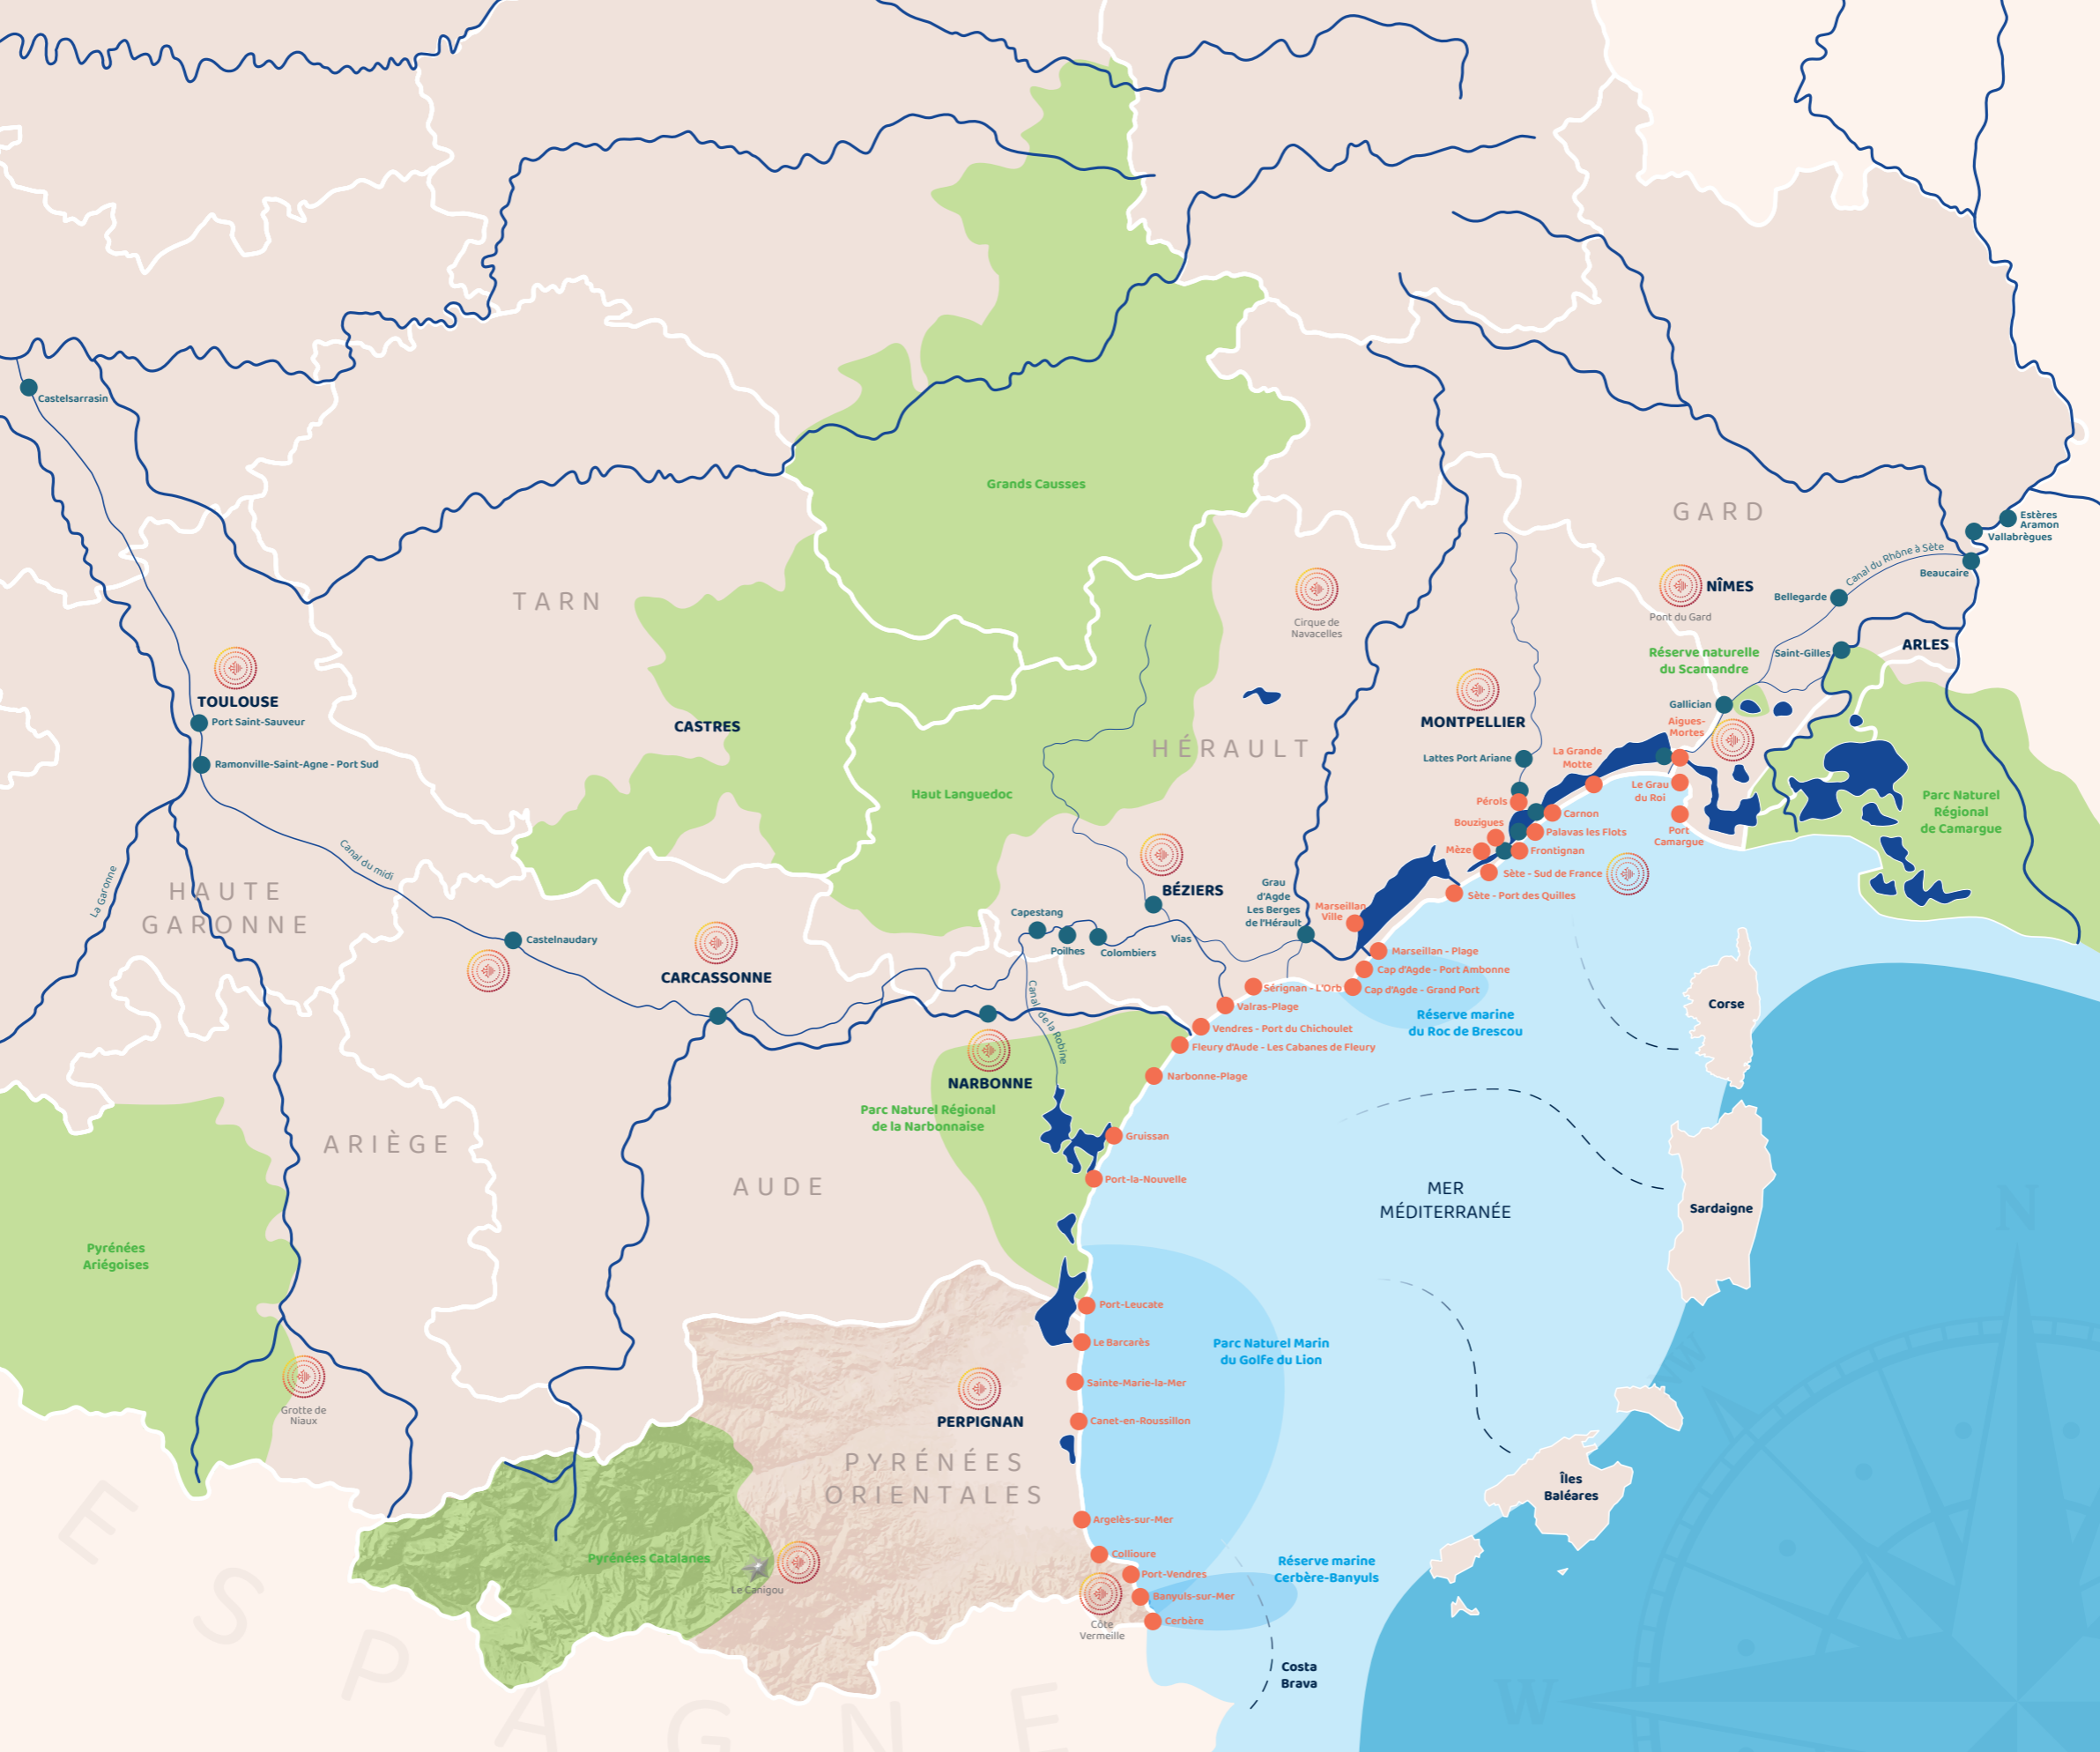 Castelsarrasin
Grands Causses
GARD
Estères
Aramon
Vallabrègues
Canal du Rhône à Sète
Beaucaire
NÎMES
Pont du Gard
Bellegarde
TARN
Cirque de
Navacelles
Réserve naturelle
du Scamandre
Saint-Gilles
ARLES
TOULOUSE
Port Saint-Sauveur
Ramonville-Saint-Agne - Port Sud
CASTRES
HÉRAULT
MONTPELLIER
Gallician
Aigues-
Mortes
Lattes Port Ariane
La Grande
Motte
Le Grau
du Roi
Haut Languedoc
Pérols
Carnon
Parc Naturel
Régional
de Camargue
Bouzigues
Palavas les Flots
Port
Camargue
Mèze
Frontignan
Canal du midi
La Garonne
HAUTE
GARONNE
BÉZIERS
Grau
d'Agde
Les Berges
de l'Hérault
Sète - Sud de France
Sète - Port des Quilles
Marseillan
Ville
Capestang
Poilhes
Colombiers
Vias
Castelnaudary
Marseillan - Plage
Cap d'Agde - Port Ambonne
CARCASSONNE
Sérignan - L'Orb
Cap d'Agde - Grand Port
Canal de la Robine
Valras-Plage
Corse
Réserve marine
du Roc de Brescou
Vendres - Port du Chichoulet
Fleury d'Aude - Les Cabanes de Fleury
NARBONNE
Narbonne-Plage
Parc Naturel Régional
de la Narbonnaise
ARIÈGE
Gruissan
AUDE
Port-la-Nouvelle
MER
MÉDITERRANÉE
Sardaigne
N
Pyrénées
Ariégoises
Port-Leucate
Le Barcarès
Parc Naturel Marin
du Golfe du Lion
NW
Sainte-Marie-la-Mer
Grotte de
Niaux
PERPIGNAN
Canet-en-Roussillon
PYRÉNÉES
ORIENTALES
Îles
Baléares
Argelès-sur-Mer
Pyrénées Catalanes
Le Canigou
Collioure
Port-Vendres
Réserve marine
Cerbère-Banyuls
Banyuls-sur-Mer
Côte
Vermeille
Cerbère
Costa
Brava
W
ESPAGNE